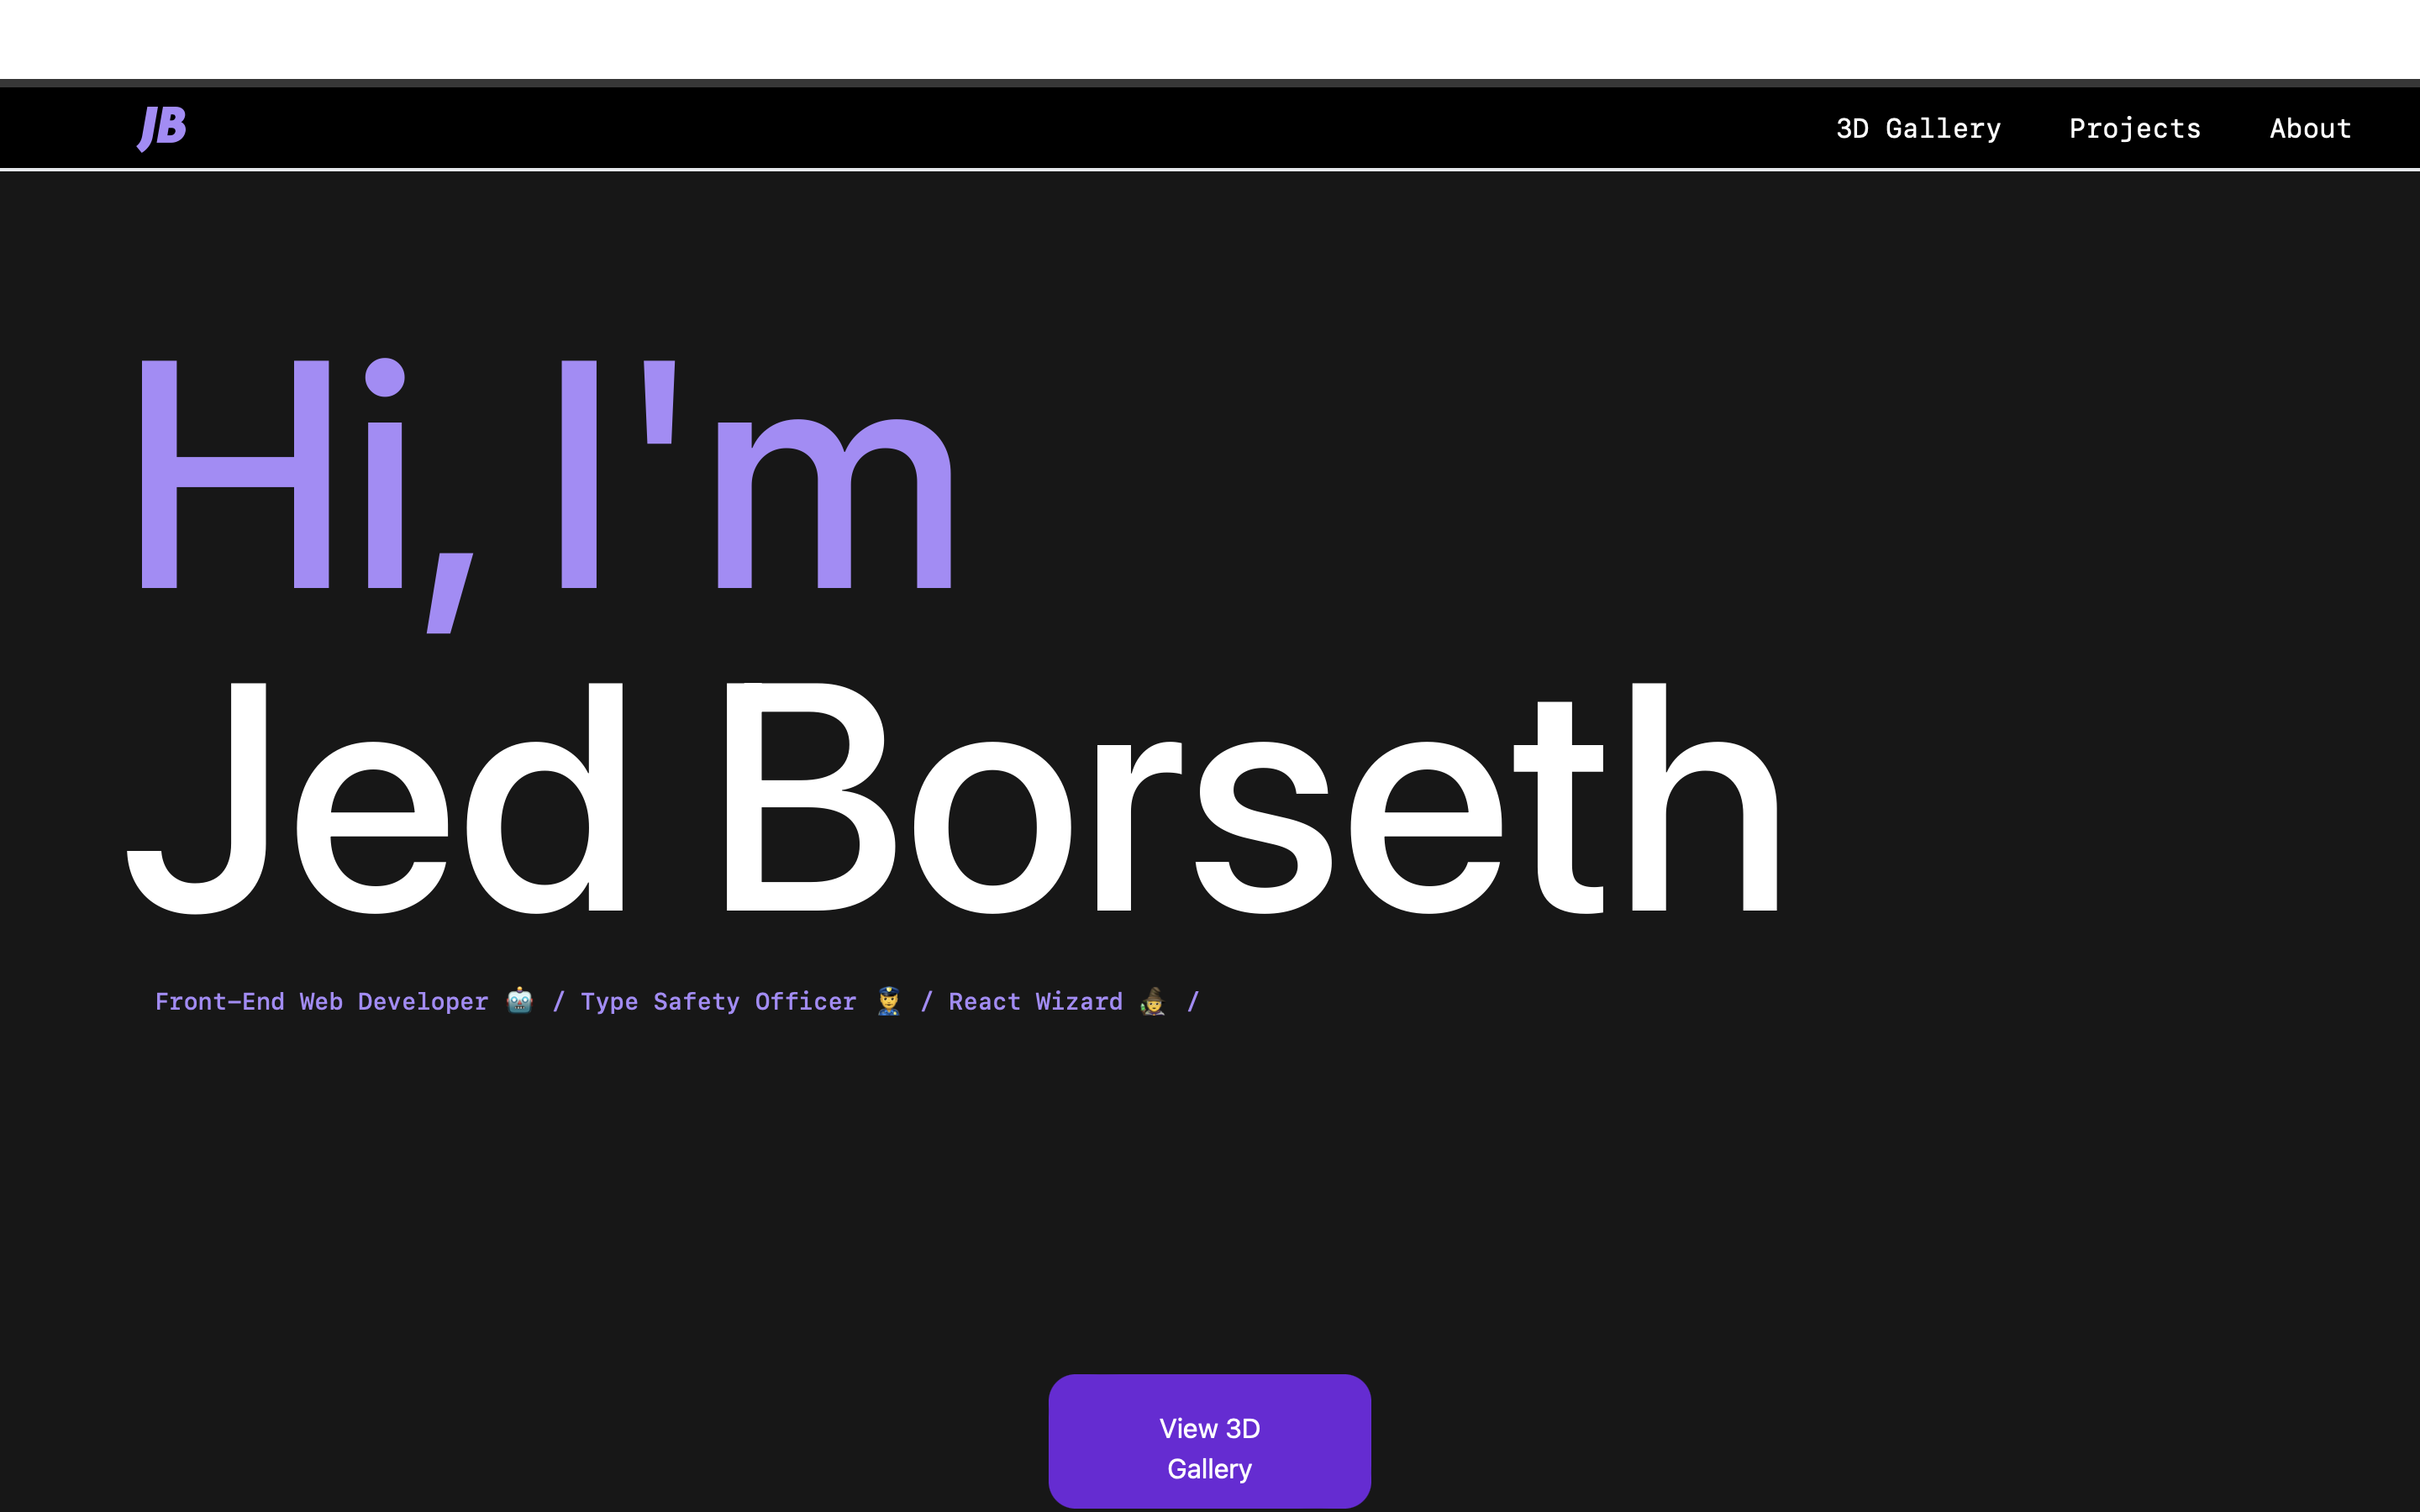 JB
3D Gallery Projects About
Hi, I'm
Jed Borseth
Front-End Web Developer 🤖 / Type Safety Officer 👮 / React Wizard 🧙 /
View 3D
Gallery